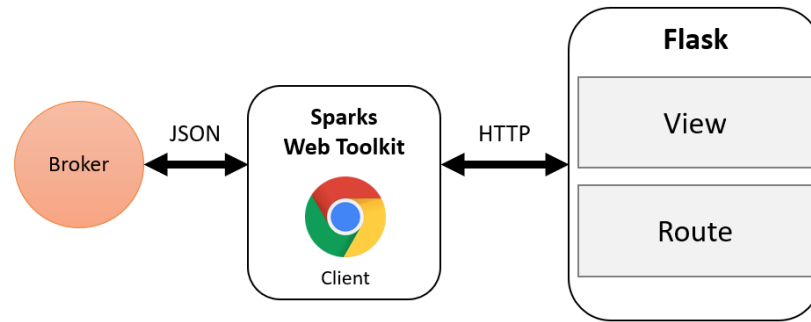 Broker
JSON
Sparks
Web Toolkit
Client
HTTP
Flask
View
Route